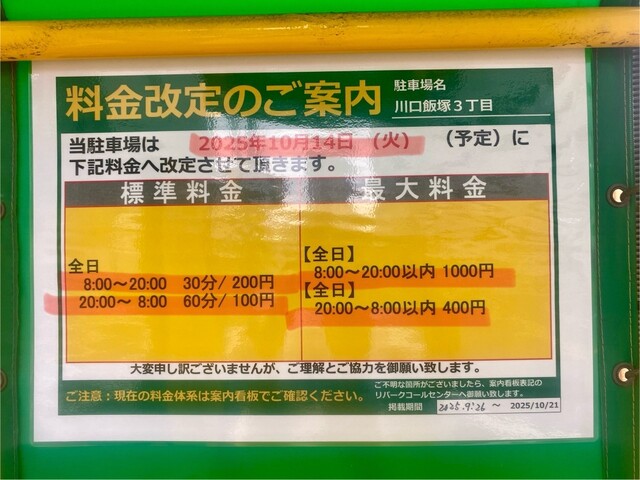 料金改定のご案内
駐車場名
川口飯塚３丁目
当駐車場は 2025年10月14日 （火） （予定）に
下記料金へ改定させて頂きます。
標準料金
最大料金
全日
8:00～20:00 30分/ 200円
20:00～ 8:00 60分/ 100円
【全日】
8:00～20:00以内 1000円
【全日】
20:00～8:00以内 400円
大変申し訳ございませんが、ご理解とご協力を御願い致します。
ご注意：現在の料金体系は案内看板でご確認ください。
ご不明な箇所がございましたら、案内看板表記の
リパークコールセンターへ御願い致します。
掲載期間 2025.9.26 ～ 2025/10/21